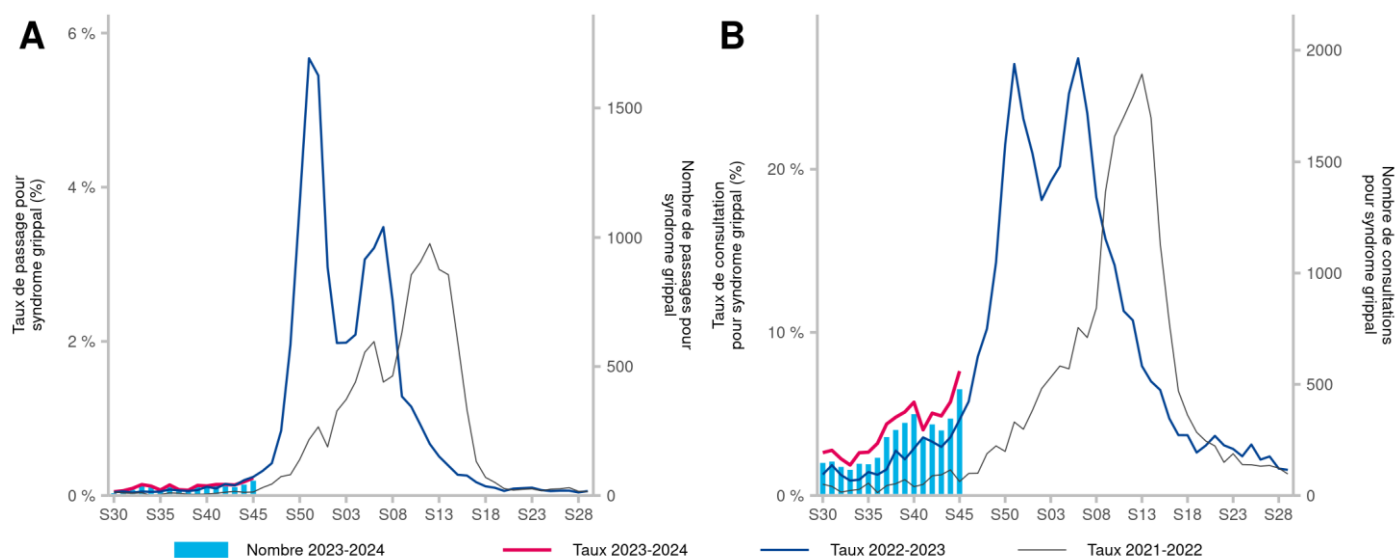 A
Taux de passage pour
syndrome grippal (%)
6 %
4 %
2 %
0 %
1500
1000
500
0
Nombre de passages pour
syndrome grippal
S30 S35 S40 S45 S50 S03 S08 S13 S18 S23 S28
B
Taux de consultation
pour syndrome grippal (%)
20 %
10 %
0 %
2000
1500
1000
500
0
Nombre de consultations
pour syndrome grippal
S30 S35 S40 S45 S50 S03 S08 S13 S18 S23 S28
Nombre 2023-2024 Taux 2023-2024 Taux 2022-2023 Taux 2021-2022